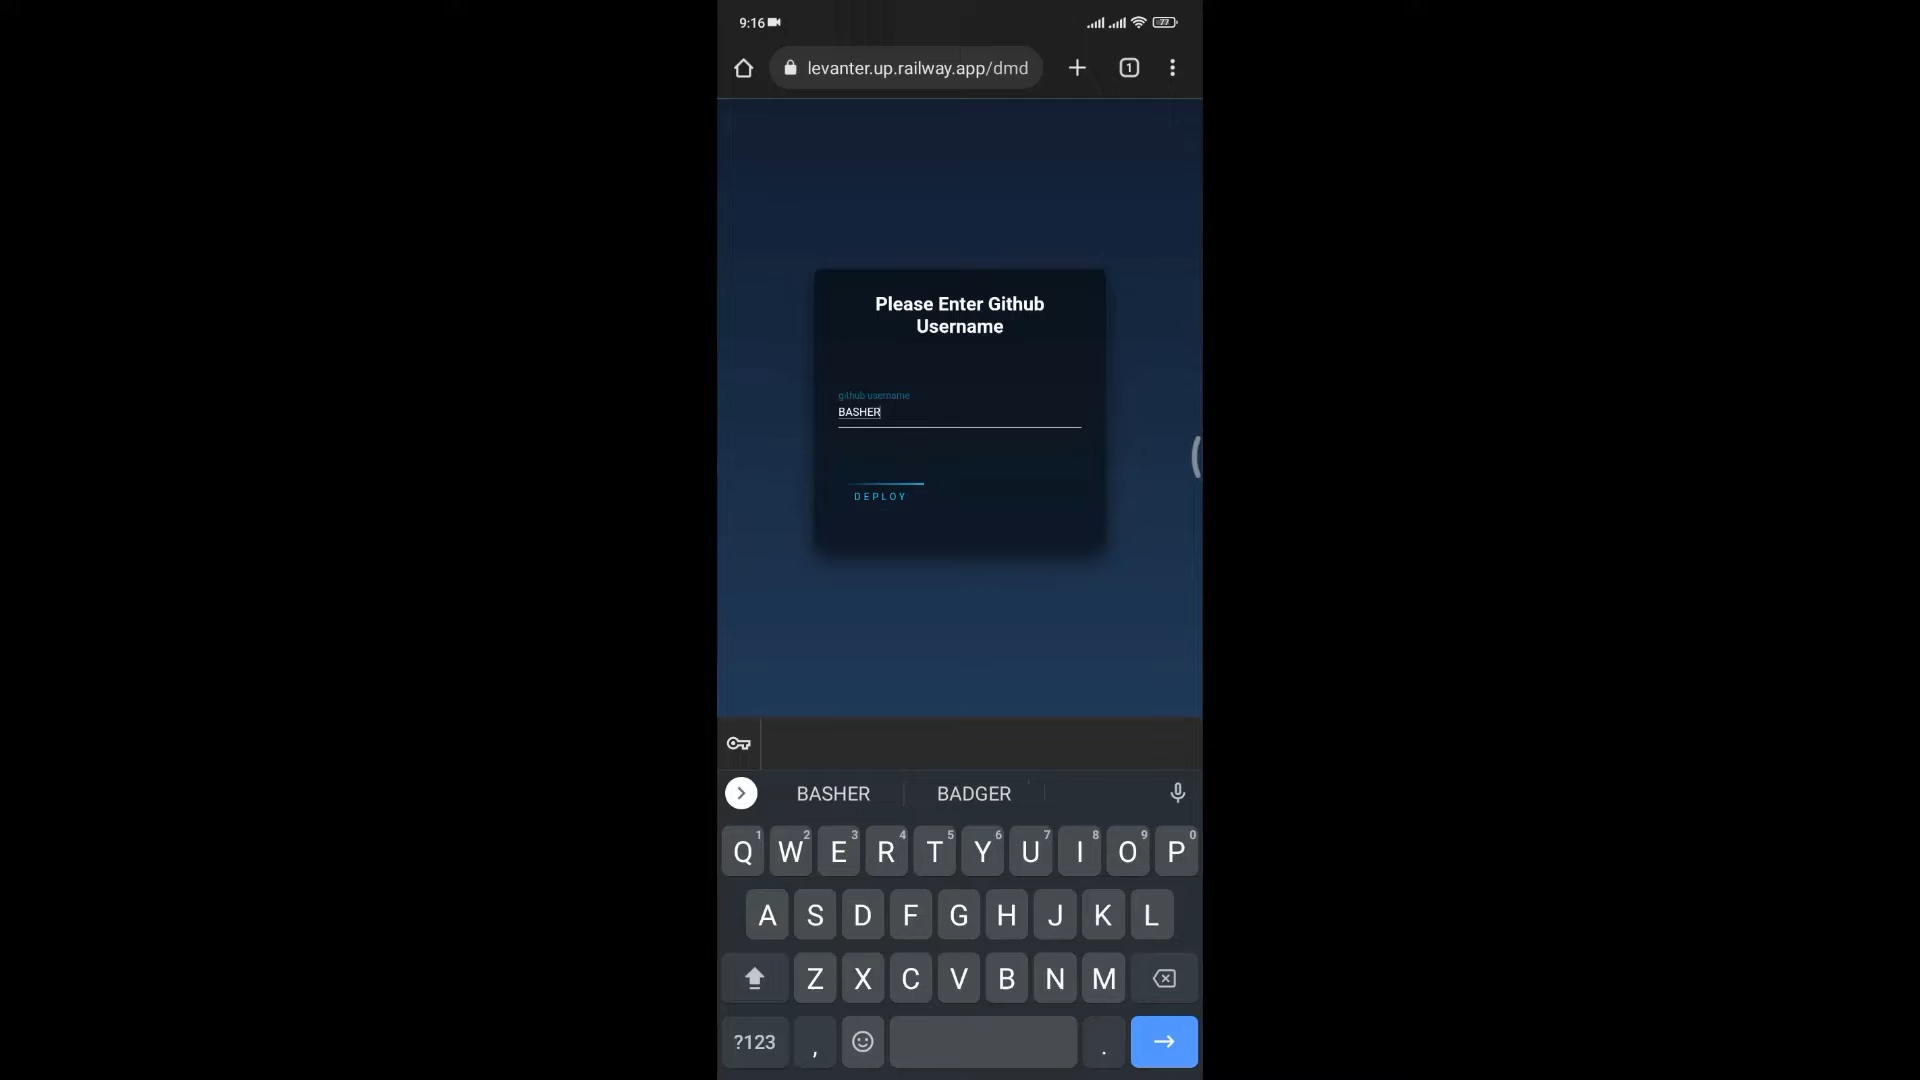 9:16
77
levanter.up.railway.app/dmd
1
Please Enter Github
Username
github username
BASHER
DEPLOY
BASHER BADGER
Q1 W2 E3 R4 T5 Y6 U7 I8 O9 P0
A S D F G H J K L
Z X C V B N M
?123 , .